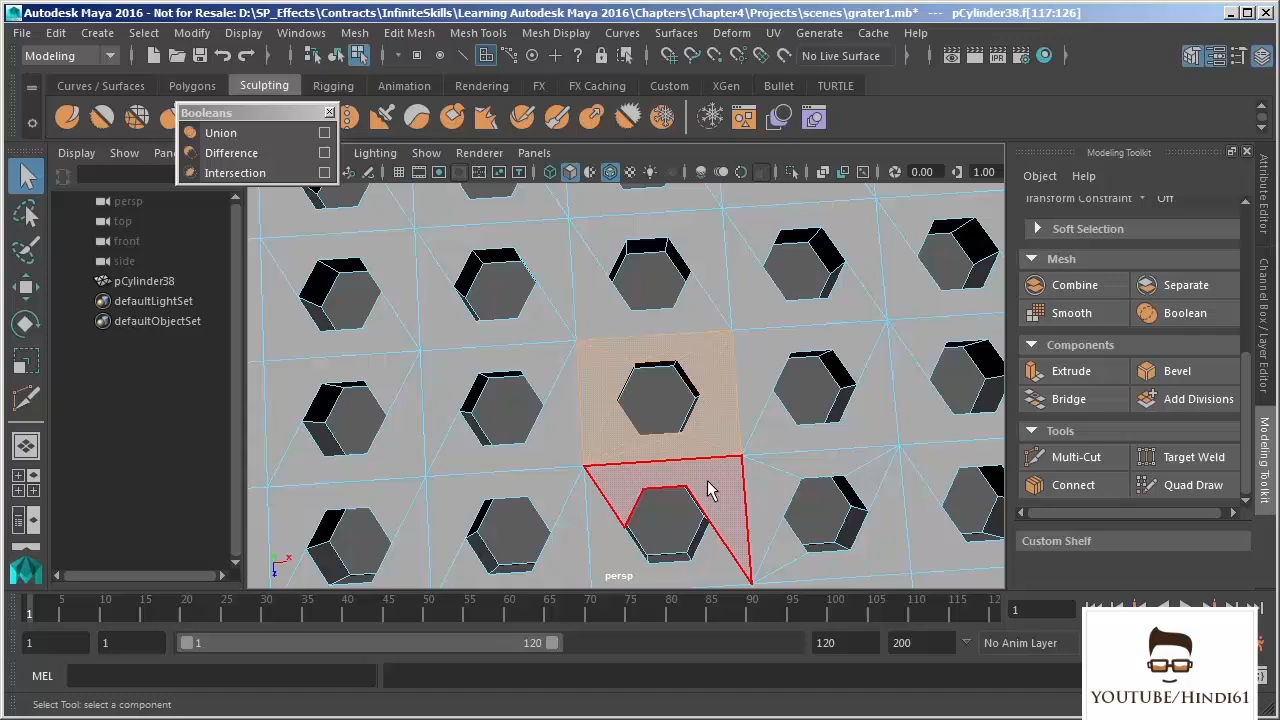 Autodesk Maya 2016 - Not for Resale: D:\SP_Effects\Contracts\InfiniteSkills\Learning Autodesk Maya 2016\Chapters\Chapter4\Projects\scenes\grater1.mb* --- pCylinder38.f[117:126]
File Edit Create Select Modify Display Windows Mesh Edit Mesh Mesh Tools Mesh Display Curves Surfaces Deform UV Generate Cache Help
Modeling No Live Surface
Curves / Surfaces Polygons Sculpting Rigging Animation Rendering FX FX Caching Custom XGen Bullet TURTLE
Booleans
Union
Difference
Intersection
Display Show Lighting Show Renderer Panels
0.00 1.00
persp
top
front
side
pCylinder38
defaultLightSet
defaultObjectSet
persp
Modeling Toolkit
Object Help
Transform Constraint Off
Soft Selection
Mesh
Combine Separate
Smooth Boolean
Components
Extrude Bevel
Bridge Add Divisions
Tools
Multi-Cut Target Weld
Connect Quad Draw
Custom Shelf
Attribute Editor
Channel Box / Layer Editor
Modeling Toolkit
1 5 10 15 20 25 30 35 40 45 50 55 60 65 70 75 80 85 90 95 100 105 110 115 12
1
1 1 1 120 120 200 No Anim Layer
MEL
Select Tool: select a component
YOUTUBE/Hindi61